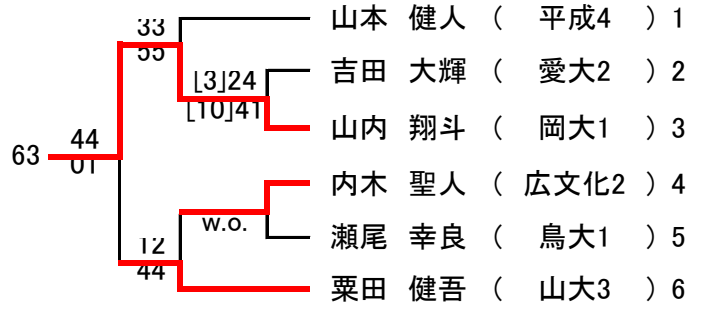 山本 健人 ( 平成4 ) 1
33
55
吉田 大輝 ( 愛大2 ) 2
[3]24
[10]41
山内 翔斗 ( 岡大1 ) 3
63
44
01
内木 聖人 ( 広文化2 ) 4
w.o.
瀬尾 幸良 ( 鳥大1 ) 5
12
44
粟田 健吾 ( 山大3 ) 6